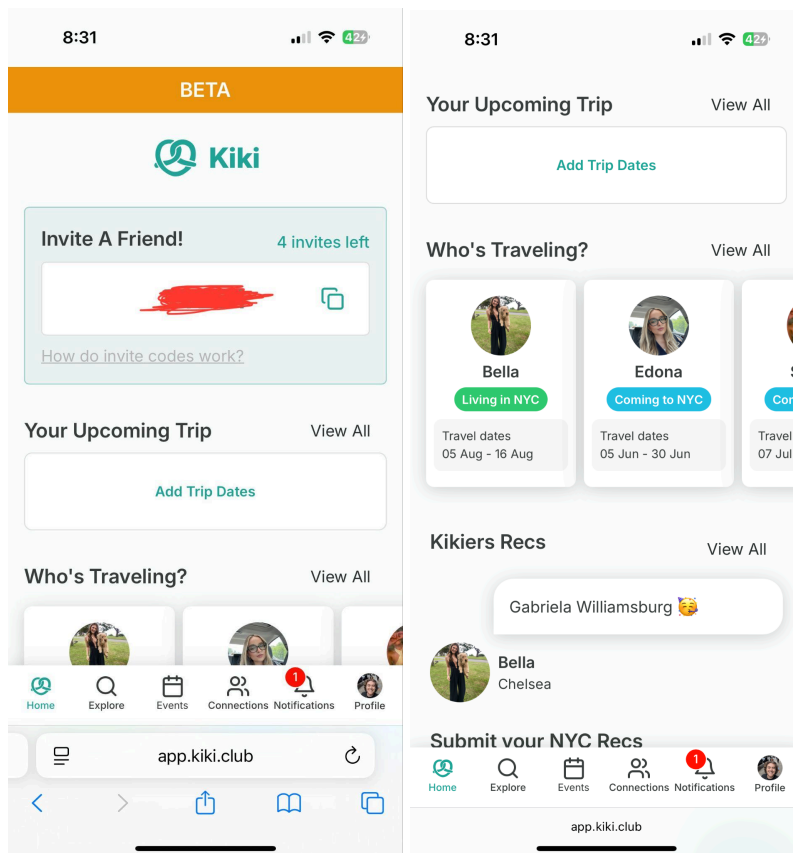 8:31
42
BETA
Kiki
Invite A Friend!
4 invites left
How do invite codes work?
Your Upcoming Trip
View All
Add Trip Dates
Who's Traveling?
View All
1
Home
Explore
Events
Connections
Notifications
Profile
app.kiki.club
8:31
42
Your Upcoming Trip
View All
Add Trip Dates
Who's Traveling?
View All
Bella
Living in NYC
Travel dates
05 Aug - 16 Aug
Edona
Coming to NYC
Travel dates
05 Jun - 30 Jun
07 Jul
Kikiers Recs
View All
Gabriela Williamsburg 🥳
Bella
Chelsea
Submit your NYC Recs
1
Home
Explore
Events
Connections
Notifications
Profile
app.kiki.club